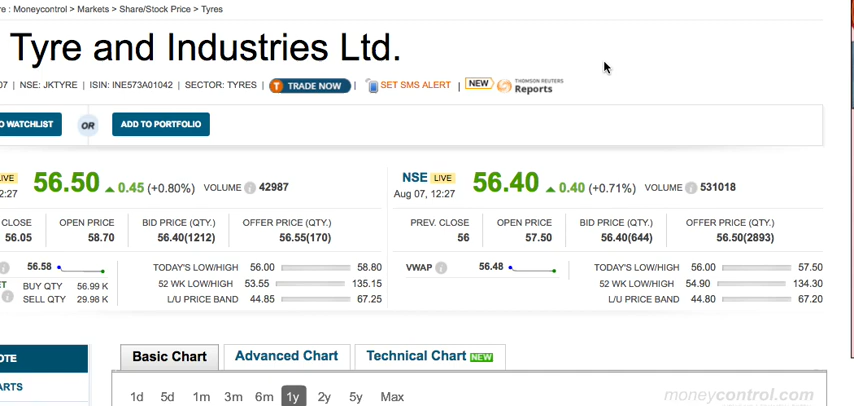 re : Moneycontrol > Markets > Share/Stock Price > Tyres
Tyre and Industries Ltd.
07 | NSE: JKTYRE | ISIN: INE573A01042 | SECTOR: TYRES | TRADE NOW | SET SMS ALERT | NEW THOMSON REUTERS Reports
O WATCHLIST OR ADD TO PORTFOLIO
LIVE 12:27 56.50 0.45 (+0.80%) VOLUME 42987
NSE LIVE Aug 07, 12:27 56.40 0.40 (+0.71%) VOLUME 531018
CLOSE OPEN PRICE BID PRICE (QTY.) OFFER PRICE (QTY.)
56.05 58.70 56.40(1212) 56.55(170)
PREV. CLOSE OPEN PRICE BID PRICE (QTY.) OFFER PRICE (QTY.)
56 57.50 56.40(644) 56.50(2893)
56.58 TODAY'S LOW/HIGH 56.00 58.80
ET BUY QTY 56.99 K 52 WK LOW/HIGH 53.55 135.15
SELL QTY 29.98 K L/U PRICE BAND 44.85 67.25
VWAP 56.48 TODAY'S LOW/HIGH 56.00 57.50
52 WK LOW/HIGH 54.90 134.30
L/U PRICE BAND 44.80 67.20
OTE Basic Chart Advanced Chart Technical Chart NEW
ARTS
1d 5d 1m 3m 6m 1y 2y 5y Max moneycontrol.com